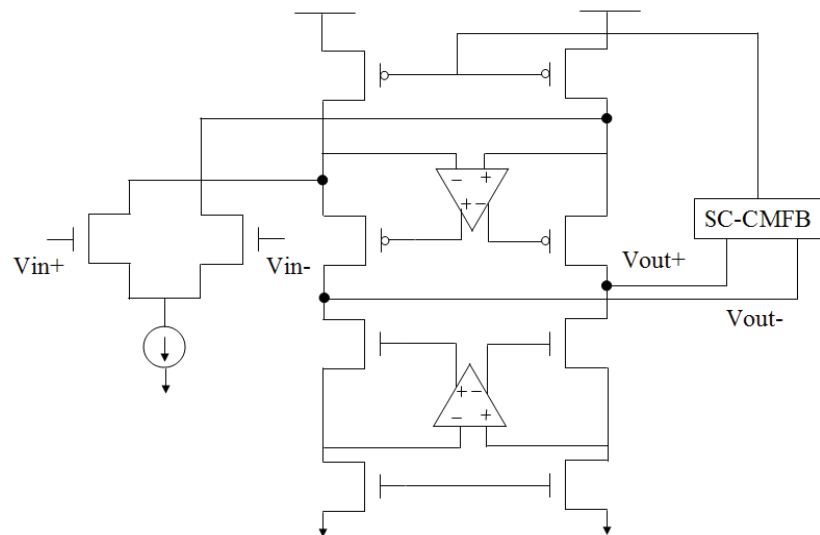 - +
+ -
SC-CMFB
Vin+
Vin-
Vout+
Vout-
+ -
- +